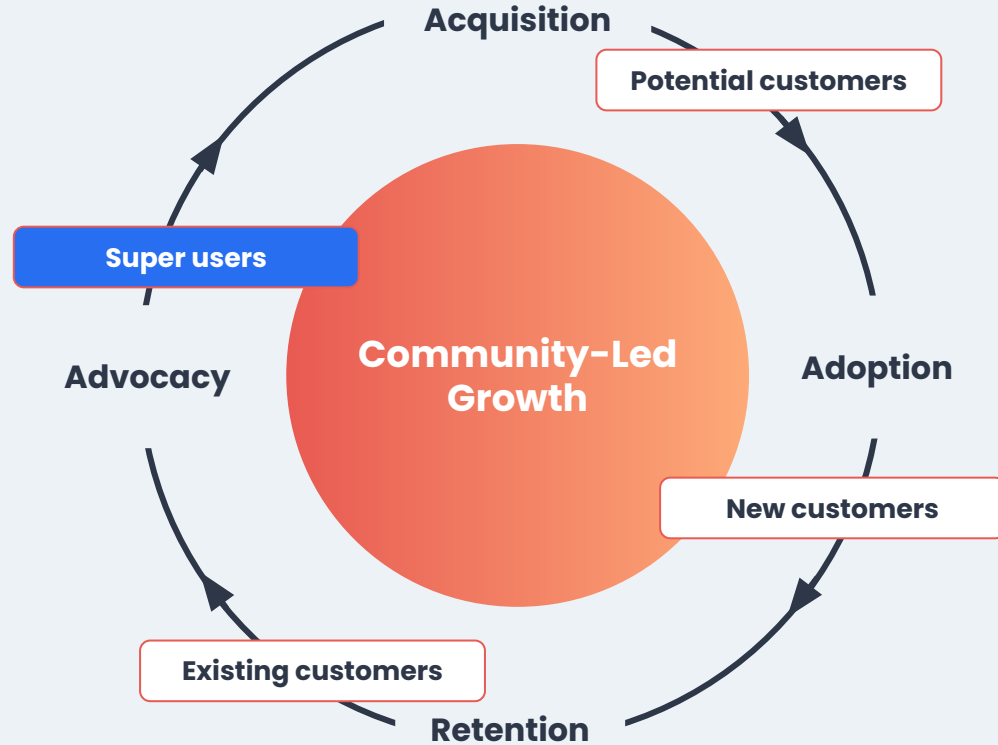 Acquisition
Potential customers
Super users
Community-Led
Growth
Advocacy
Adoption
New customers
Existing customers
Retention